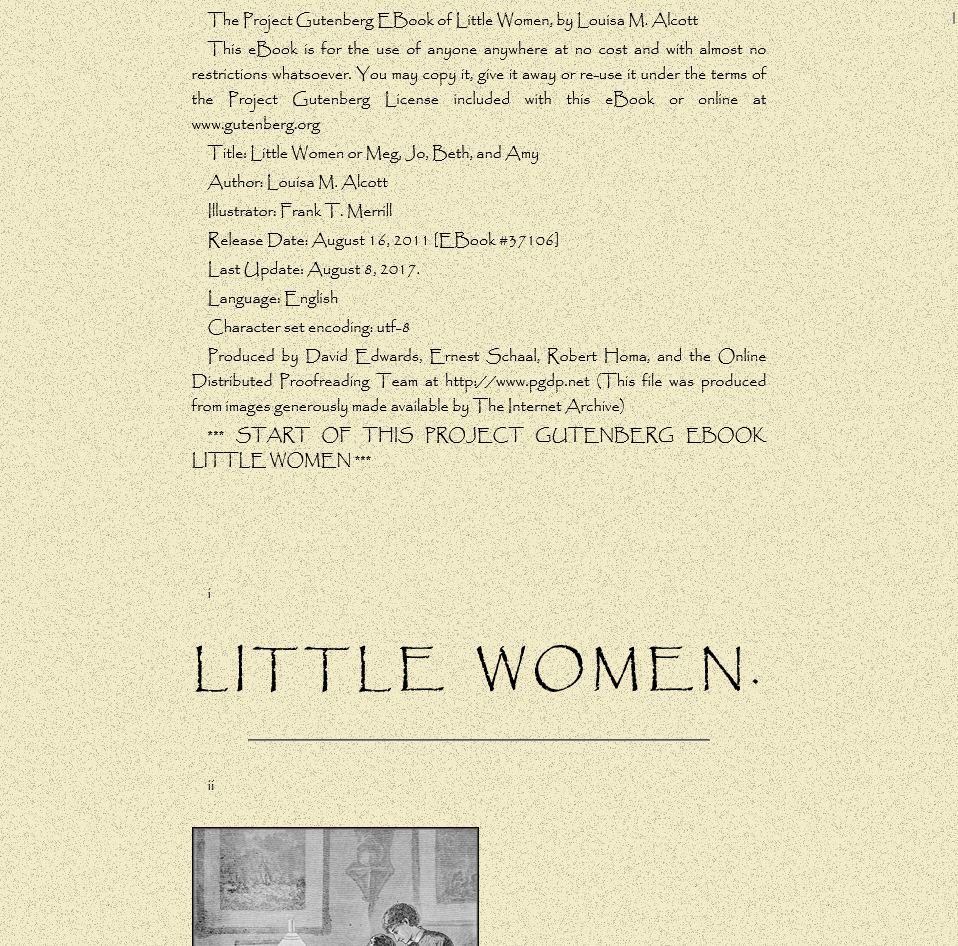 The Project Gutenberg EBook of Little Women, by Louisa M. Alcott
This eBook is for the use of anyone anywhere at no cost and with almost no
restrictions whatsoever. You may copy it, give it away or re-use it under the terms of
the Project Gutenberg License included with this eBook or online at
www.gutenberg.org
Title: Little Women or Meg, Jo, Beth, and Amy
Author: Louisa M. Alcott
Illustrator: Frank T. Merrill
Release Date: August 16, 2011 [EBook #37106]
Last Update: August 8, 2017.
Language: English
Character set encoding: utf-8
Produced by David Edwards, Ernest Schaal, Robert Homa, and the Online
Distributed Proofreading Team at http://www.pgdp.net (This file was produced
from images generously made available by The Internet Archive)
*** START OF THIS PROJECT GUTENBERG EBOOK
LITTLE WOMEN ***
i
LITTLE WOMEN.
ii